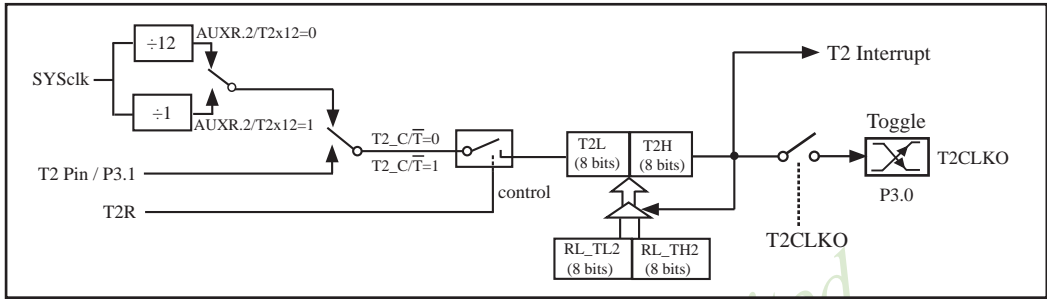 ÷12
AUXR.2/T2x12=0
SYSclk
÷1
AUXR.2/T2x12=1
T2 Interrupt
Toggle
T2_C/T̅=0
T2_C/T̅=1
T2L
(8 bits)
T2H
(8 bits)
T2CLKO
T2 Pin / P3.1
control
P3.0
T2R
T2CLKO
RL_TL2
(8 bits)
RL_TH2
(8 bits)